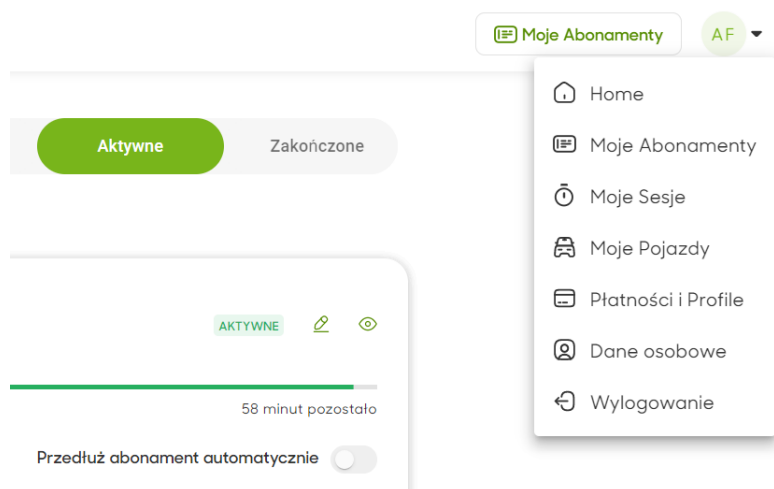 Moje Abonamenty
AF
Home
Moje Abonamenty
Moje Sesje
Moje Pojazdy
Płatności i Profile
Dane osobowe
Wylogowanie
Aktywne
Zakończone
AKTYWNE
58 minut pozostało
Przedłuż abonament automatycznie